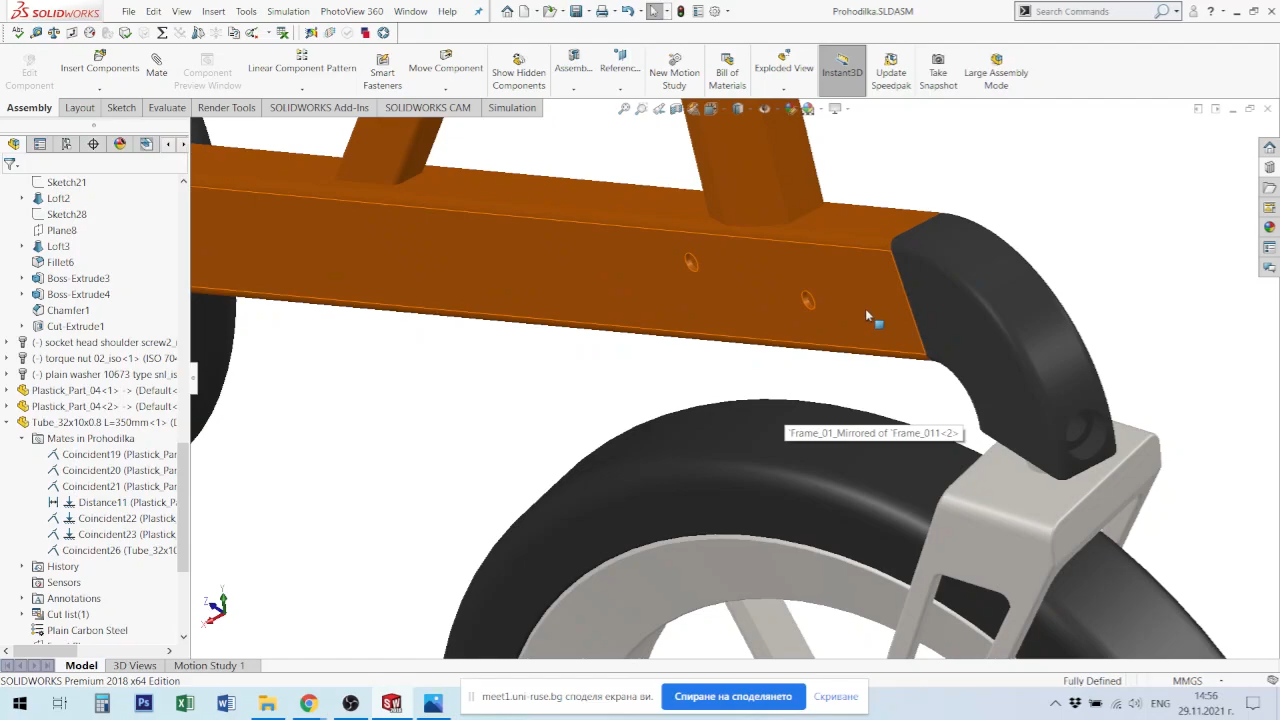 SOLIDWORKS
File Edit View Insert Tools Simulation PhotoView 360 Window Help
Prohodilka.SLDASM
Search Commands
Edit Component
Insert Components
Mate
Component Preview Window
Linear Component Pattern
Smart Fasteners
Move Component
Show Hidden Components
Assemb...
Referenc...
New Motion Study
Bill of Materials
Exploded View
Instant3D
Update Speedpak
Take Snapshot
Large Assembly Mode
Assembly Layout Sketch Evaluate Render Tools SOLIDWORKS Add-Ins SOLIDWORKS CAM Simulation
Sketch21
Loft2
Sketch28
Plane8
Loft3
Fillet6
Boss-Extrude3
Boss-Extrude4
Chamfer1
Cut-Extrude1
(-) socket head shoulder screw
(-) torque nut 02_iso<1> (ISO 704
(-) plain washer 10673 type snl_is
Plastick_Part_04<1> -> (Default<
Plastick_Part_04<2> -> (Default<
Tube_32x10x0.8 L=350mm<1> (D
Mates in Prohodilka
Coincident19 (Plastick_P
Coincident20 (Plastick_P
Coincident21 (Plastick_P
Distance11 (Plastick_P
Coincident22 (Plastick
Coincident23 (Plastick
Coincident26 (Tube_32x10
History
Sensors
Annotations
Cut list(1)
Plain Carbon Steel
'Frame_01_Mirrored of 'Frame_011<2>
Y
Z
X
Model 3D Views Motion Study 1
SOLIDWORKS Premium 2018 x64 Edition
Fully Defined
MMGS
meet1.uni-ruse.bg споделя екрана ви.
Спиране на споделянето
Скриване
ENG
14:56
29.11.2021 г.